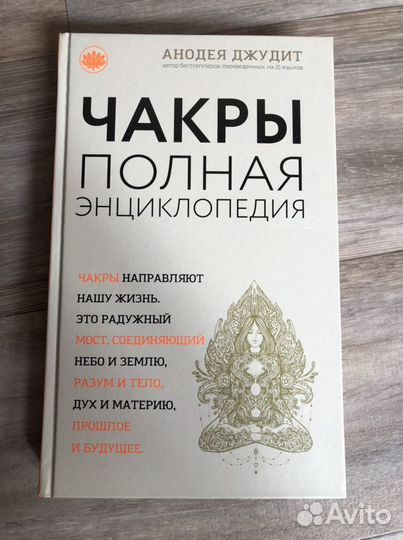 АНОДЕЯ ДЖУДИТ
автор бестселлеров, переведенных на 25 языков
ЧАКРЫ
ПОЛНАЯ
ЭНЦИКЛОПЕДИЯ
ЧАКРЫ НАПРАВЛЯЮТ
НАШУ ЖИЗНЬ.
ЭТО РАДУЖНЫЙ
МОСТ, СОЕДИНЯЮЩИЙ
НЕБО И ЗЕМЛЮ,
РАЗУМ И ТЕЛО,
ДУХ И МАТЕРИЮ,
ПРОШЛОЕ
И БУДУЩЕЕ.
Avito